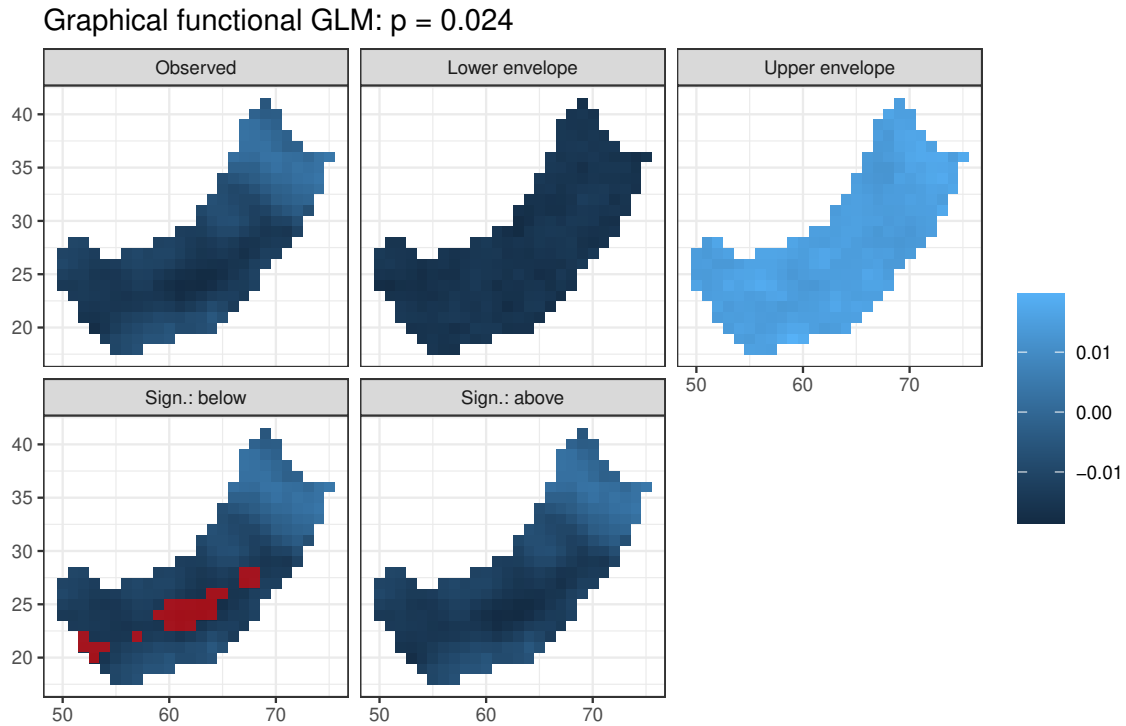 Graphical functional GLM: p = 0.024
Observed
Lower envelope
Upper envelope
40
35
30
25
20
50 60 70
0.01
0.00
−0.01
Sign.: below
Sign.: above
40
35
30
25
20
50 60 70
50 60 70